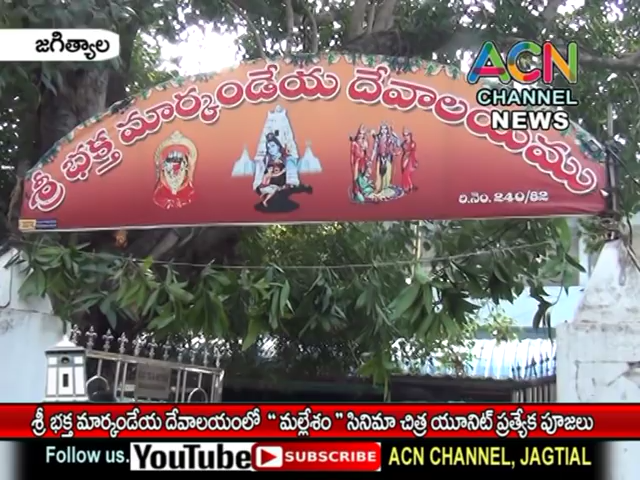 జగిత్యాల
ACN
CHANNEL
NEWS
శ్రీ భక్త మార్కండేయ దేవాలయము
రి.నెం. 240/82
శ్రీ భక్త మార్కండేయ దేవాలయంలో “ మల్లేశం ” సినిమా చిత్ర యూనిట్ ప్రత్యేక పూజలు
Follow us. YouTube SUBSCRIBE ACN CHANNEL, JAGTIAL